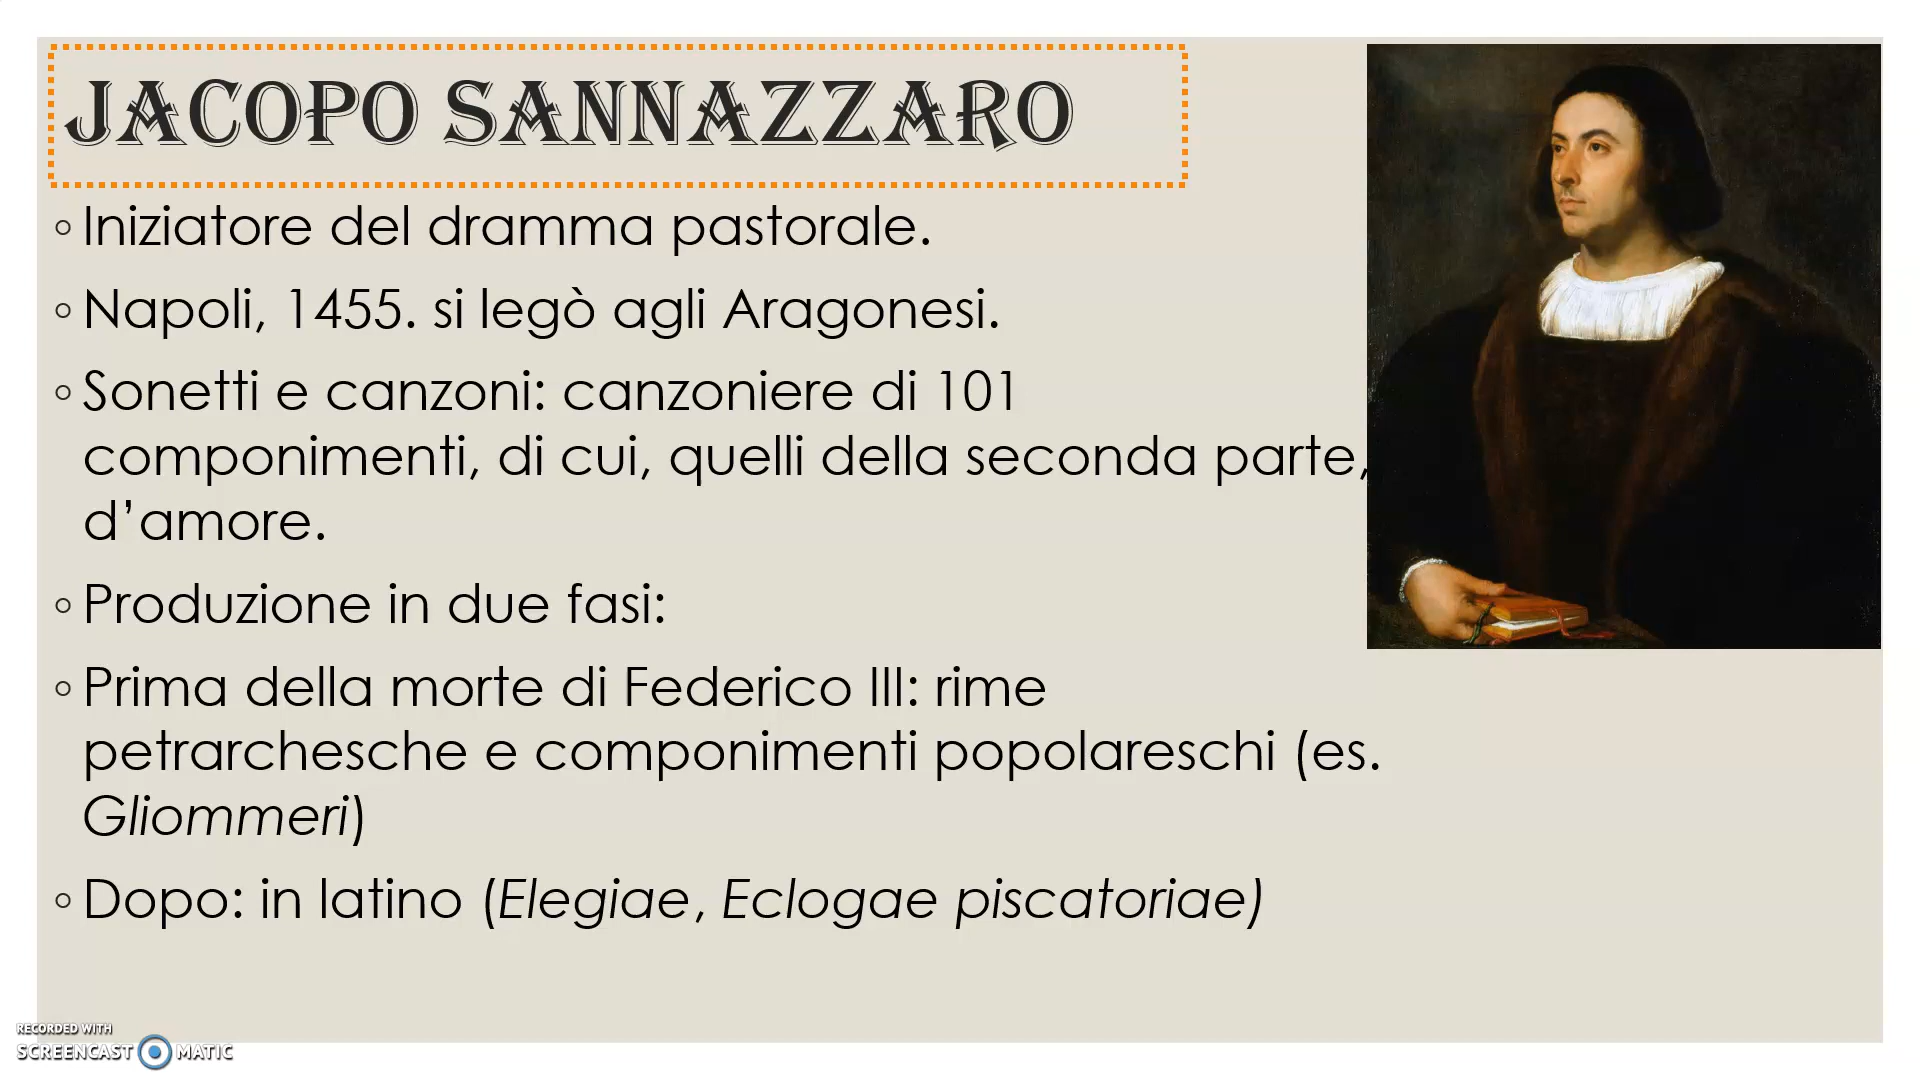 JACOPO SANNAZZARO
◦ Iniziatore del dramma pastorale.
◦ Napoli, 1455. si legò agli Aragonesi.
◦ Sonetti e canzoni: canzoniere di 101
componimenti, di cui, quelli della seconda parte,
d’amore.
◦ Produzione in due fasi:
◦ Prima della morte di Federico III: rime
petrarchesche e componimenti popolareschi (es.
Gliommeri)
◦ Dopo: in latino (Elegiae, Eclogae piscatoriae)
RECORDED WITH
SCREENCAST MATIC